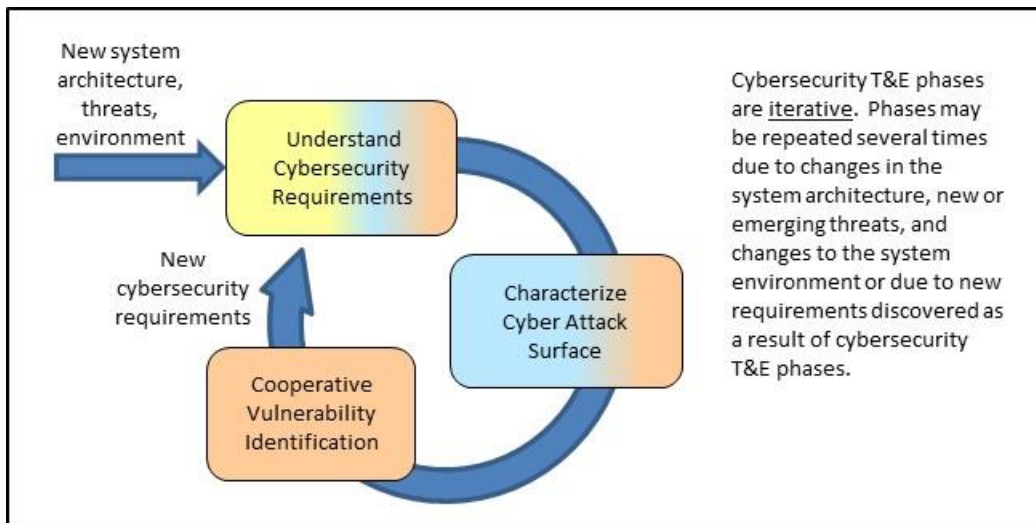 New system
architecture,
threats,
environment
Understand
Cybersecurity
Requirements
Characterize
Cyber Attack
Surface
Cooperative
Vulnerability
Identification
New
cybersecurity
requirements
Cybersecurity T&E phases
are iterative. Phases may
be repeated several times
due to changes in the
system architecture, new or
emerging threats, and
changes to the system
environment or due to new
requirements discovered as
a result of cybersecurity
T&E phases.